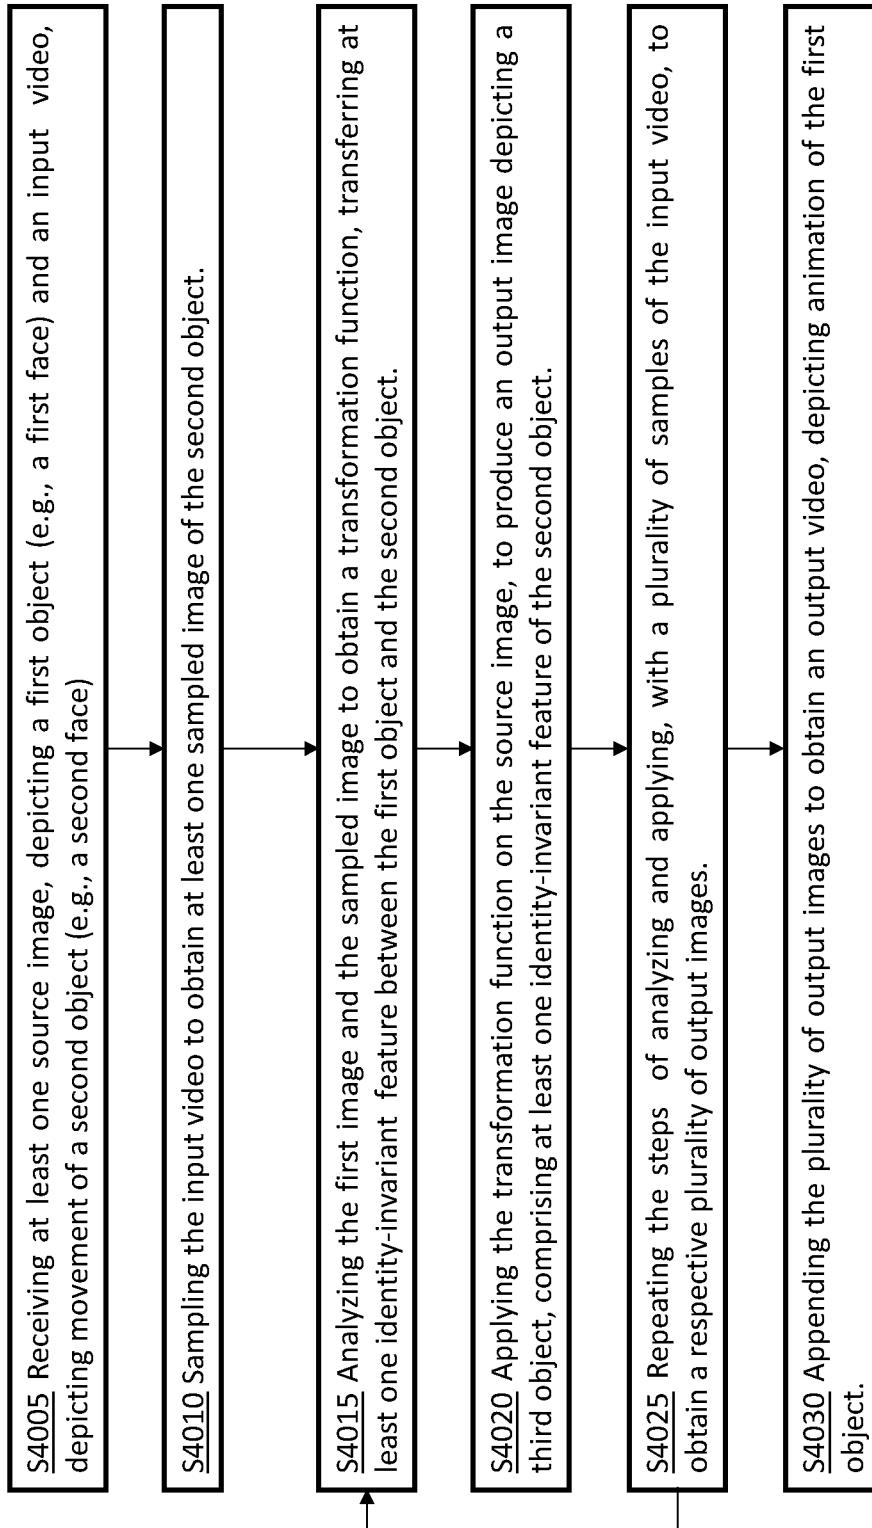 S4005 Receiving at least one source image, depicting a first object (e.g., a first face) and an input video,
depicting movement of a second object (e.g., a second face)
S4010 Sampling the input video to obtain at least one sampled image of the second object.
S4015 Analyzing the first image and the sampled image to obtain a transformation function, transferring at
least one identity-invariant feature between the first object and the second object.
S4020 Applying the transformation function on the source image, to produce an output image depicting a
third object, comprising at least one identity-invariant feature of the second object.
S4025 Repeating the steps of analyzing and applying, with a plurality of samples of the input video, to
obtain a respective plurality of output images.
S4030 Appending the plurality of output images to obtain an output video, depicting animation of the first
object.